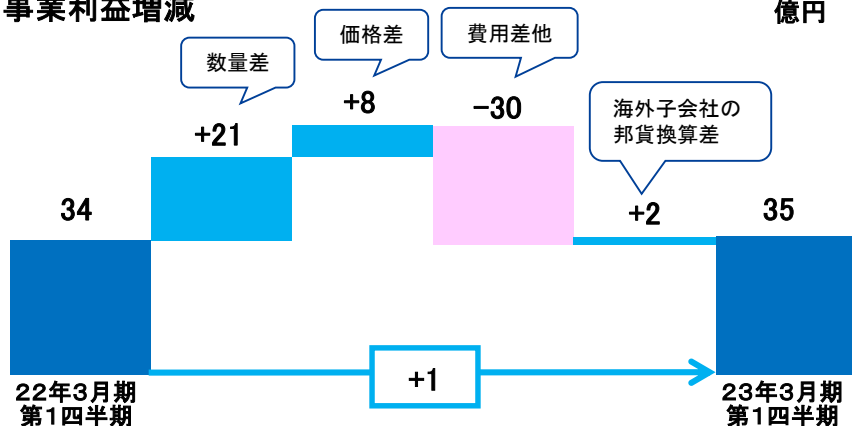 事業利益増減
億円
数量差
価格差
費用差他
海外子会社の
邦貨換算差
+21
+8
-30
+2
34
35
+1
22年3月期
第1四半期
23年3月期
第1四半期